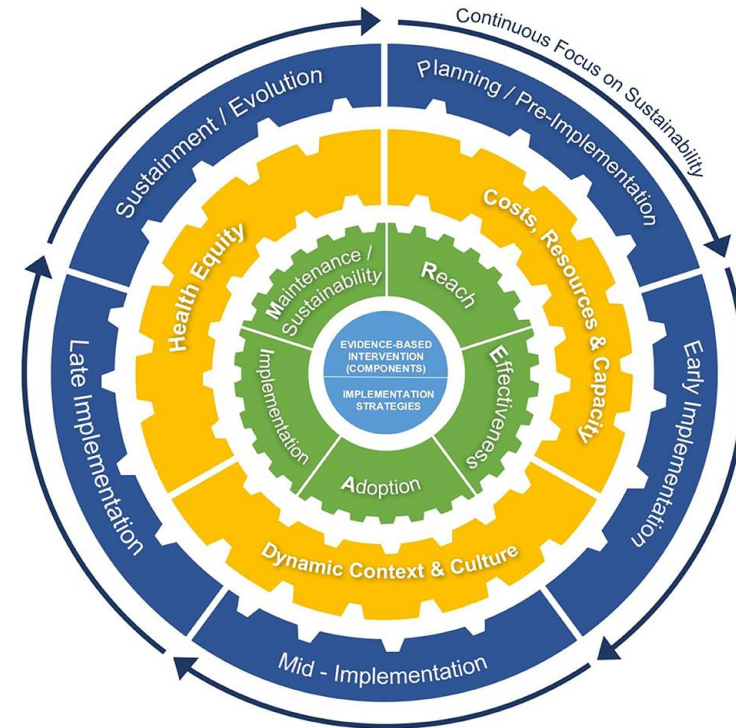 Continuous Focus on Sustainability
Planning / Pre-Implementation
Early Implementation
Mid - Implementation
Late Implementation
Sustainment / Evolution
Costs, Resources & Capacity
Dynamic Context & Culture
Health Equity
Reach
Effectiveness
Adoption
Implementation
Maintenance /
Sustainability
EVIDENCE-BASED
INTERVENTION
(COMPONENTS)
IMPLEMENTATION
STRATEGIES